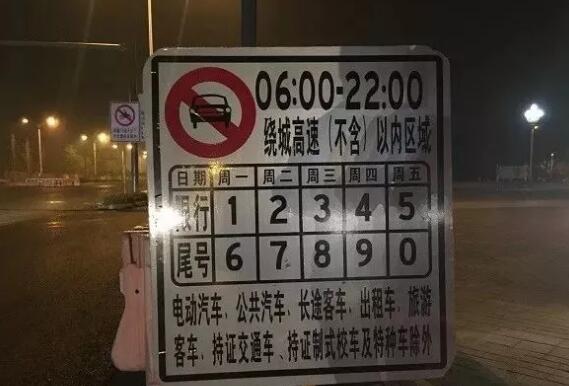 06:00-22:00
绕城高速（不含）以内区域
日期 周一 周二 周三 周四 周五
限行 1 2 3 4 5
尾号 6 7 8 9 0
电动汽车、公共汽车、长途客车、出租车、旅游
客车、持证交通车、持证制式校车及特种车除外